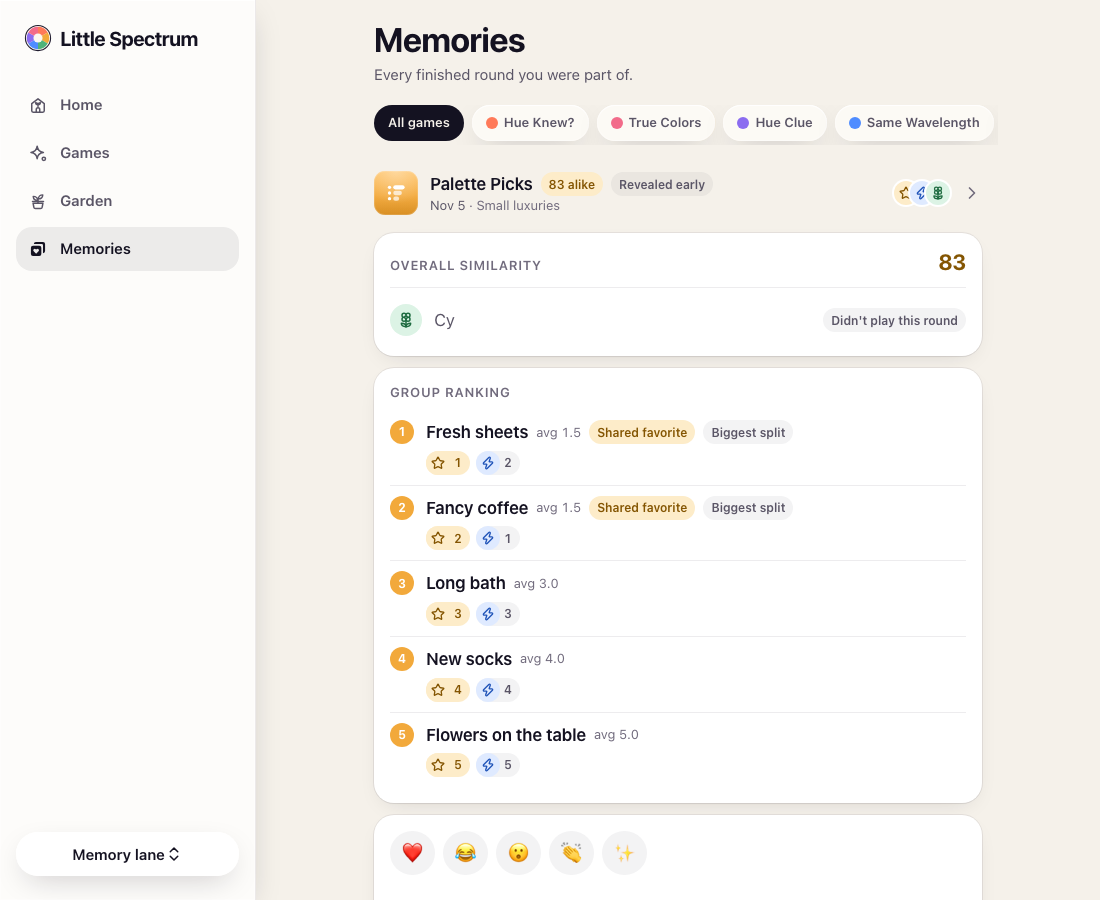 Little Spectrum
Home
Games
Garden
Memories
Memory lane
Memories
Every finished round you were part of.
All games
Hue Knew?
True Colors
Hue Clue
Same Wavelength
Palette Picks 83 alike Revealed early
Nov 5 · Small luxuries
OVERALL SIMILARITY 83
Cy Didn't play this round
GROUP RANKING
1 Fresh sheets avg 1.5 Shared favorite Biggest split
1 2
2 Fancy coffee avg 1.5 Shared favorite Biggest split
2 1
3 Long bath avg 3.0
3 3
4 New socks avg 4.0
4 4
5 Flowers on the table avg 5.0
5 5